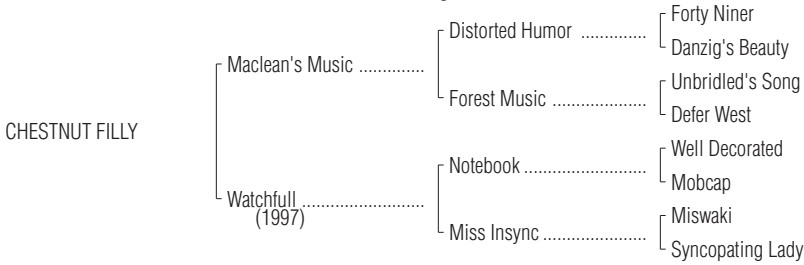 Forty Niner
Distorted Humor ..............
Danzig's Beauty
Maclean's Music ..............
Unbridled's Song
Forest Music ....................
Defer West
CHESTNUT FILLY
Well Decorated
Notebook ..........................
Mobcap
Watchfull ..........................
(1997)
Miswaki
Miss Insync ......................
Syncopating Lady